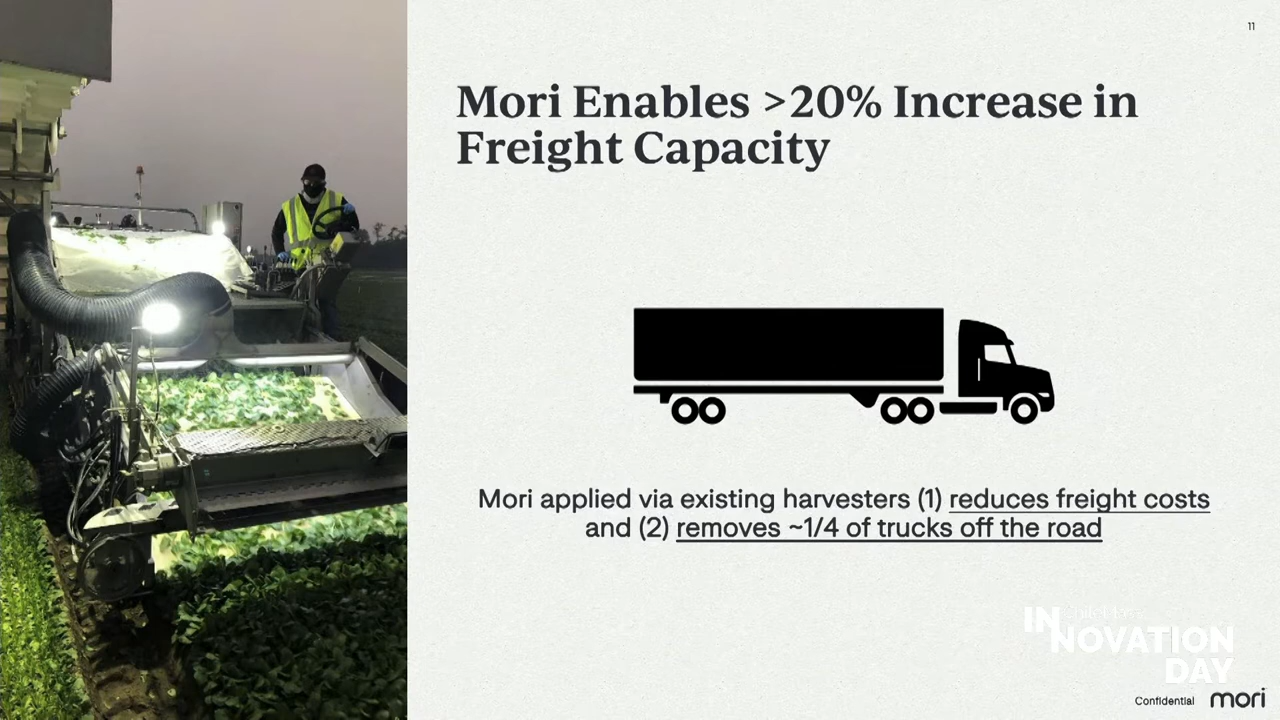 11
Mori Enables >20% Increase in
Freight Capacity
Mori applied via existing harvesters (1) reduces freight costs
and (2) removes ~1/4 of trucks off the road
IN
NOVATION
DAY
Confidential mori